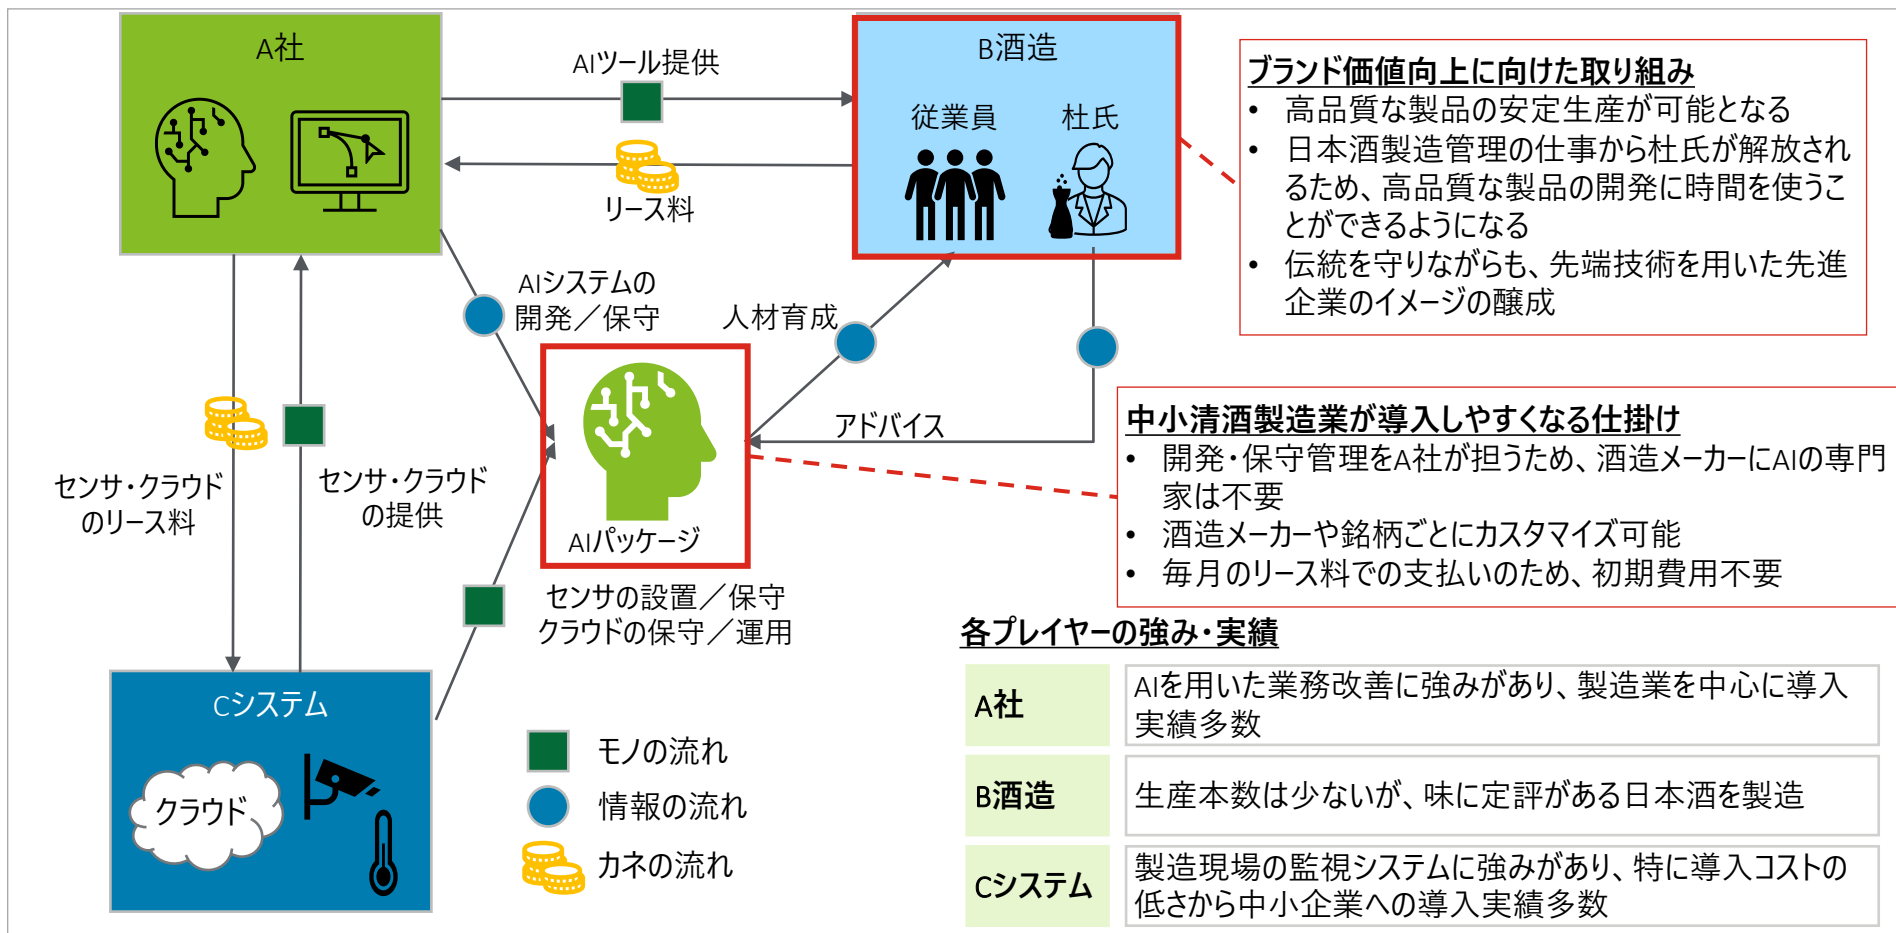 A社
AIツール提供
リース料
B酒造
従業員
杜氏
ブランド価値向上に向けた取り組み
• 高品質な製品の安定生産が可能となる
• 日本酒製造管理の仕事から杜氏が解放され
るため、高品質な製品の開発に時間を使うこ
とができるようになる
• 伝統を守りながらも、先端技術を用いた先進
企業のイメージの醸成
AIシステムの
開発／保守
人材育成
アドバイス
センサ・クラウド
のリース料
センサ・クラウド
の提供
AIパッケージ
センサの設置／保守
クラウドの保守／運用
中小清酒製造業が導入しやすくなる仕掛け
• 開発・保守管理をA社が担うため、酒造メーカーにAIの専門
家は不要
• 酒造メーカーや銘柄ごとにカスタマイズ可能
• 毎月のリース料での支払いのため、初期費用不要
Cシステム
クラウド
モノの流れ
情報の流れ
カネの流れ
各プレイヤーの強み・実績
A社
AIを用いた業務改善に強みがあり、製造業を中心に導入
実績多数
B酒造
生産本数は少ないが、味に定評がある日本酒を製造
Cシステム
製造現場の監視システムに強みがあり、特に導入コストの
低さから中小企業への導入実績多数